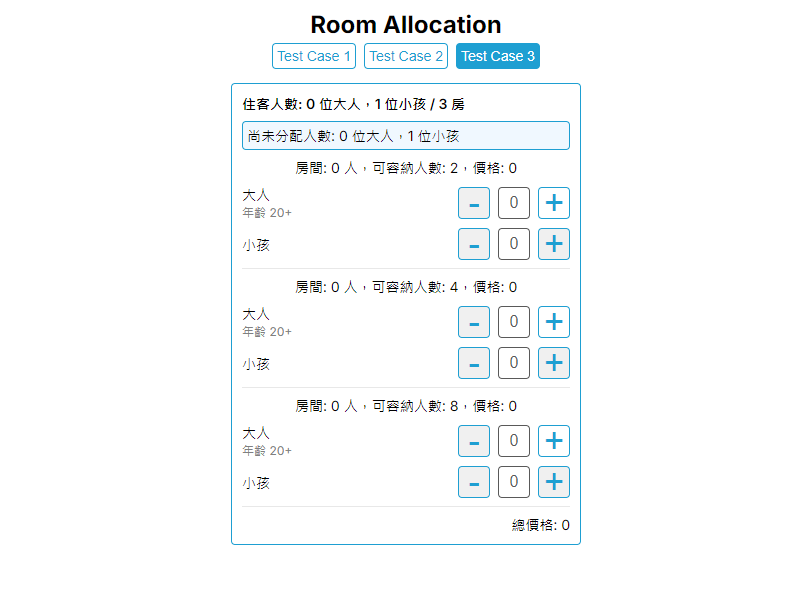 Room Allocation
Test Case 1 Test Case 2 Test Case 3
住客人數: 0 位大人，1 位小孩 / 3 房
尚未分配人數: 0 位大人，1 位小孩
房間: 0 人，可容納人數: 2，價格: 0
大人
年齡 20+
- 0 +
小孩
- 0 +
房間: 0 人，可容納人數: 4，價格: 0
大人
年齡 20+
- 0 +
小孩
- 0 +
房間: 0 人，可容納人數: 8，價格: 0
大人
年齡 20+
- 0 +
小孩
- 0 +
總價格: 0